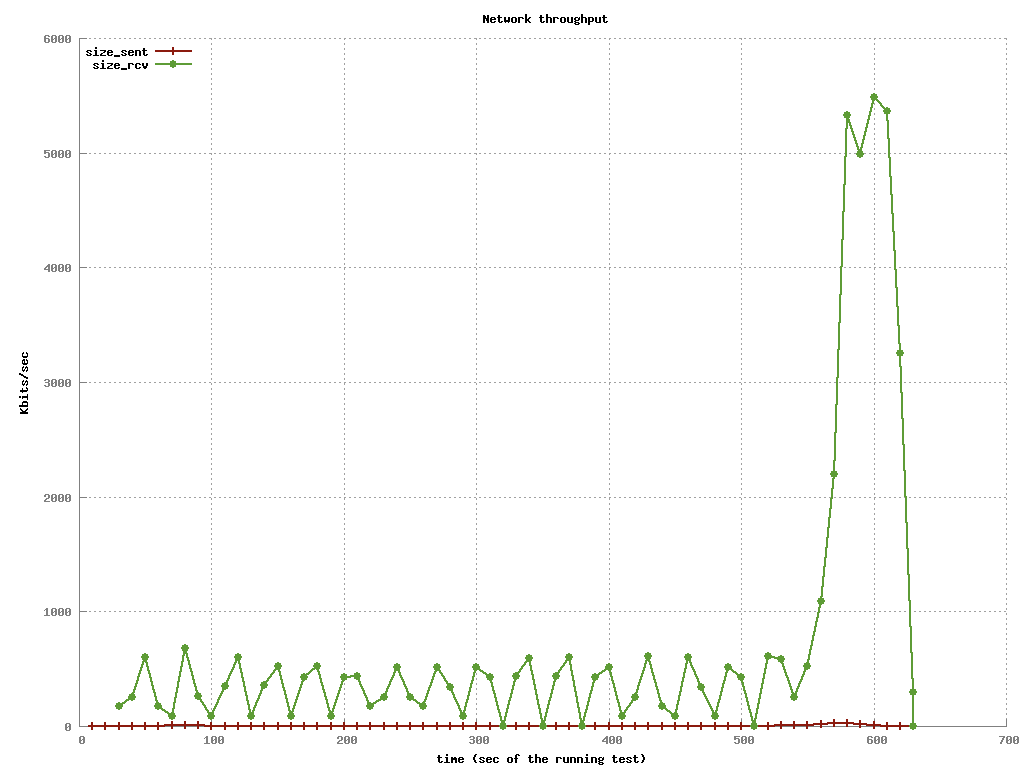 Network throughput
size_sent
size_rcv
6000
5000
4000
3000
2000
1000
0
Kbits/sec
0 100 200 300 400 500 600 700
time (sec of the running test)